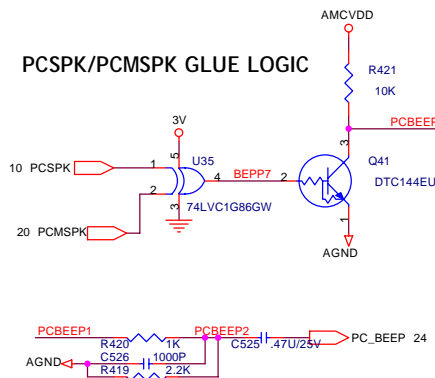 AMCVDD
PCSPK/PCMSPK GLUE LOGIC
R421
10K
3V
PCBEEP
3
5
U35
Q41
10 PCSPK
1
4
BEPP7
2
2
DTC144EU
3
74LVC1G86GW
20 PCMSPK
1
AGND
PCBEEP1
PCBEEP2
PC_BEEP 24
R420
1K
C525
.47U/25V
C526
1000P
AGND
R419
2.2K